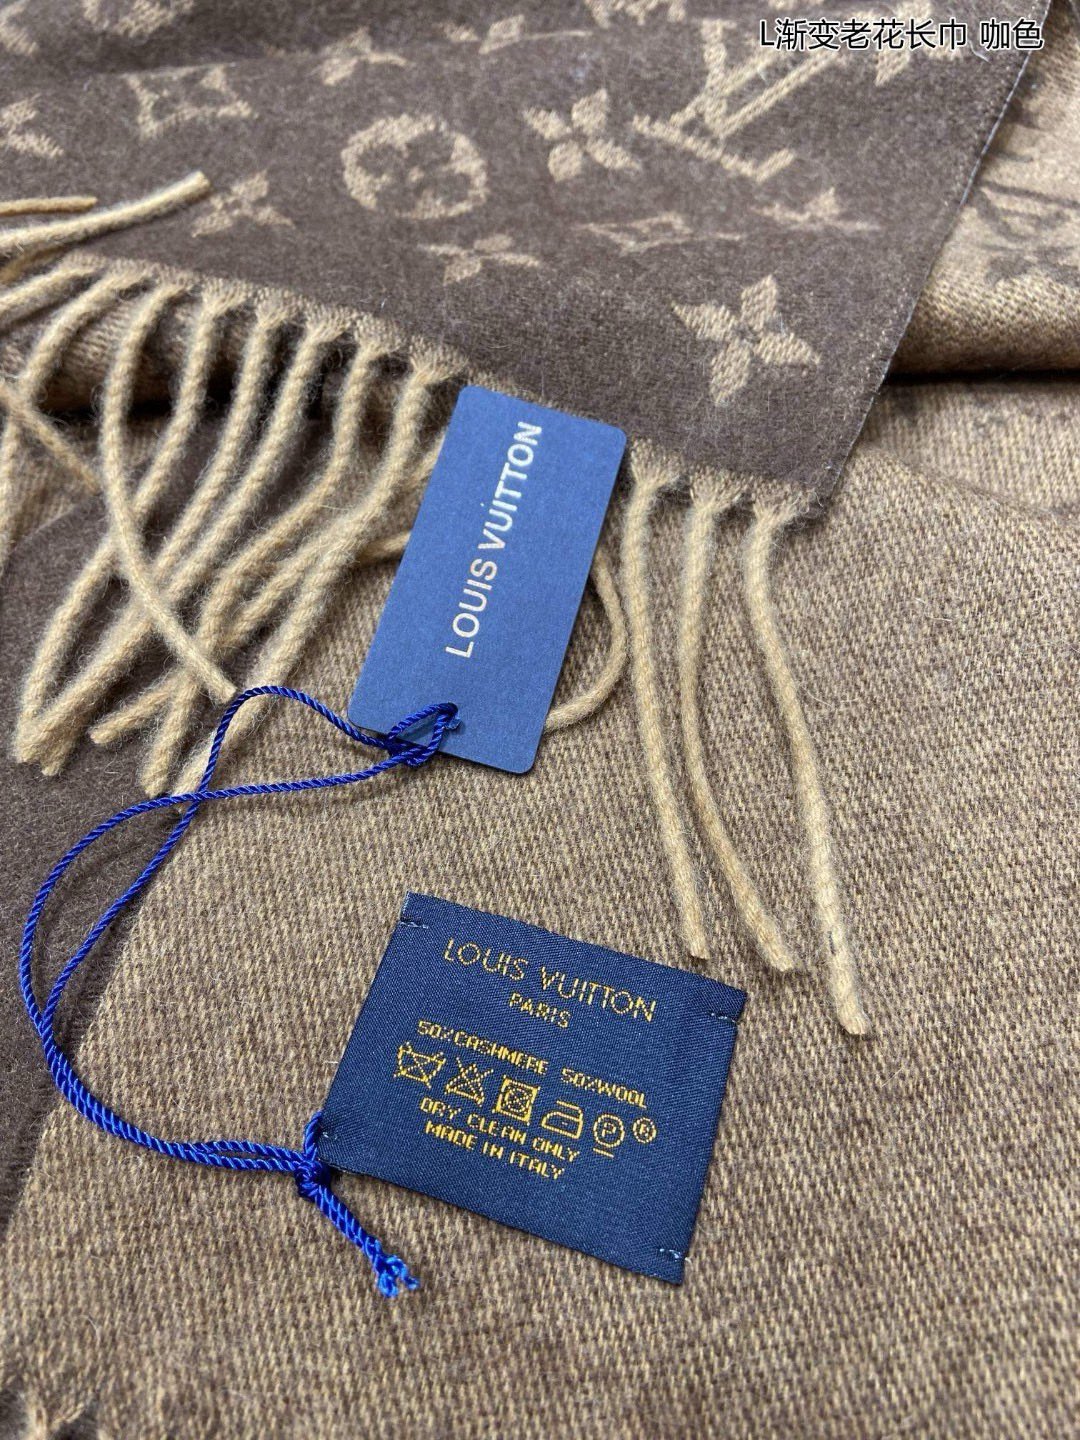 L渐变老花长巾 咖色
LOUIS VUITTON
LOUIS VUITTON
PARIS
50%CASHMERE 50%WOOL
P ®
DRY CLEAN ONLY
MADE IN ITALY